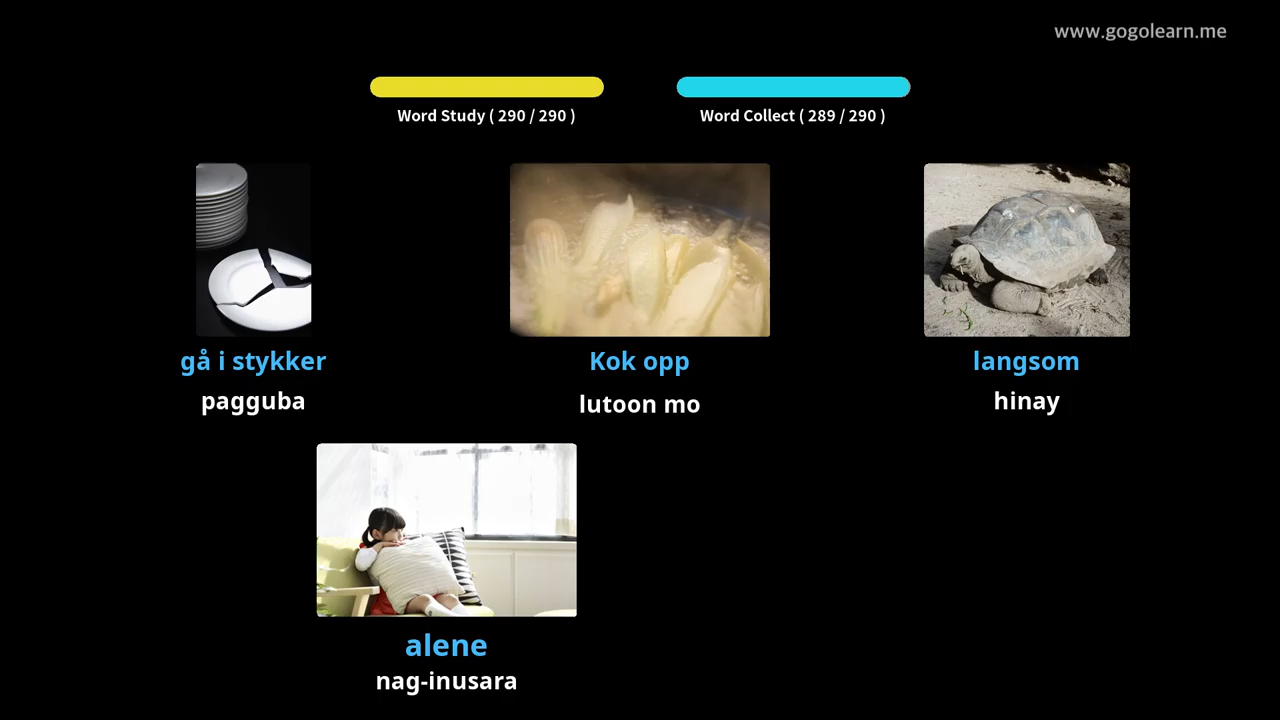 www.gogolearn.me
Word Study ( 290 / 290 )
Word Collect ( 289 / 290 )
gå i stykker
pagguba
Kok opp
lutoon mo
langsom
hinay
alene
nag-inusara